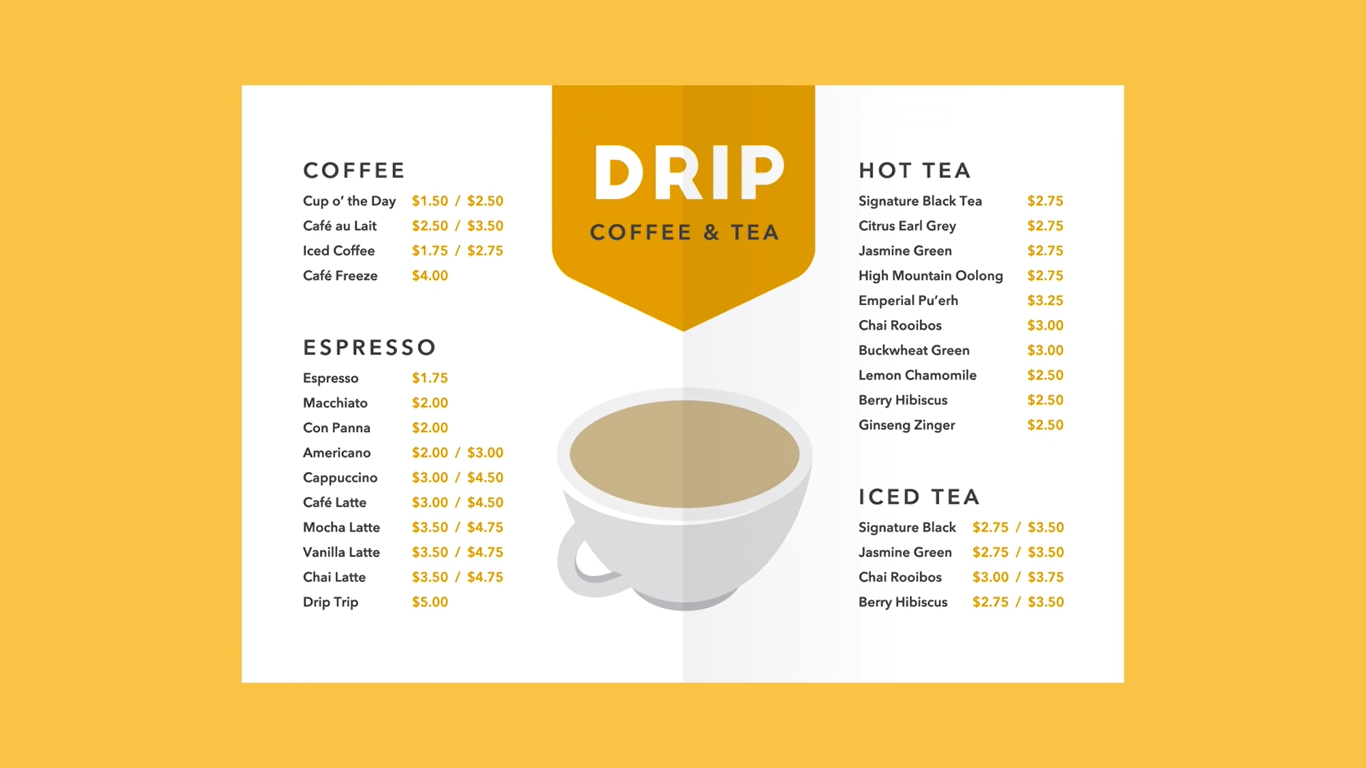 DRIP
COFFEE & TEA
COFFEE
Cup o’ the Day $1.50 / $2.50
Café au Lait $2.50 / $3.50
Iced Coffee $1.75 / $2.75
Café Freeze $4.00
ESPRESSO
Espresso $1.75
Macchiato $2.00
Con Panna $2.00
Americano $2.00 / $3.00
Cappuccino $3.00 / $4.50
Café Latte $3.00 / $4.50
Mocha Latte $3.50 / $4.75
Vanilla Latte $3.50 / $4.75
Chai Latte $3.50 / $4.75
Drip Trip $5.00
HOT TEA
Signature Black Tea $2.75
Citrus Earl Grey $2.75
Jasmine Green $2.75
High Mountain Oolong $2.75
Emperial Pu’erh $3.25
Chai Rooibos $3.00
Buckwheat Green $3.00
Lemon Chamomile $2.50
Berry Hibiscus $2.50
Ginseng Zinger $2.50
ICED TEA
Signature Black $2.75 / $3.50
Jasmine Green $2.75 / $3.50
Chai Rooibos $3.00 / $3.75
Berry Hibiscus $2.75 / $3.50